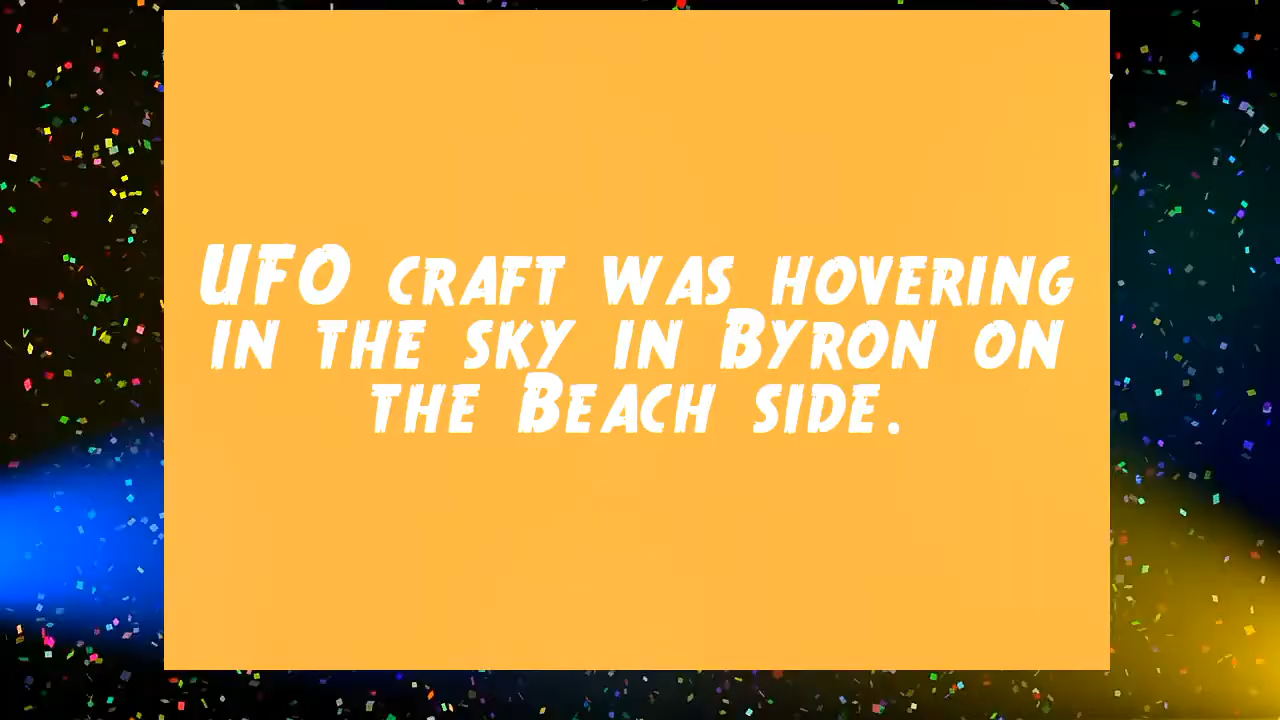 UFO craft was hovering
in the sky in Byron on
the Beach side.